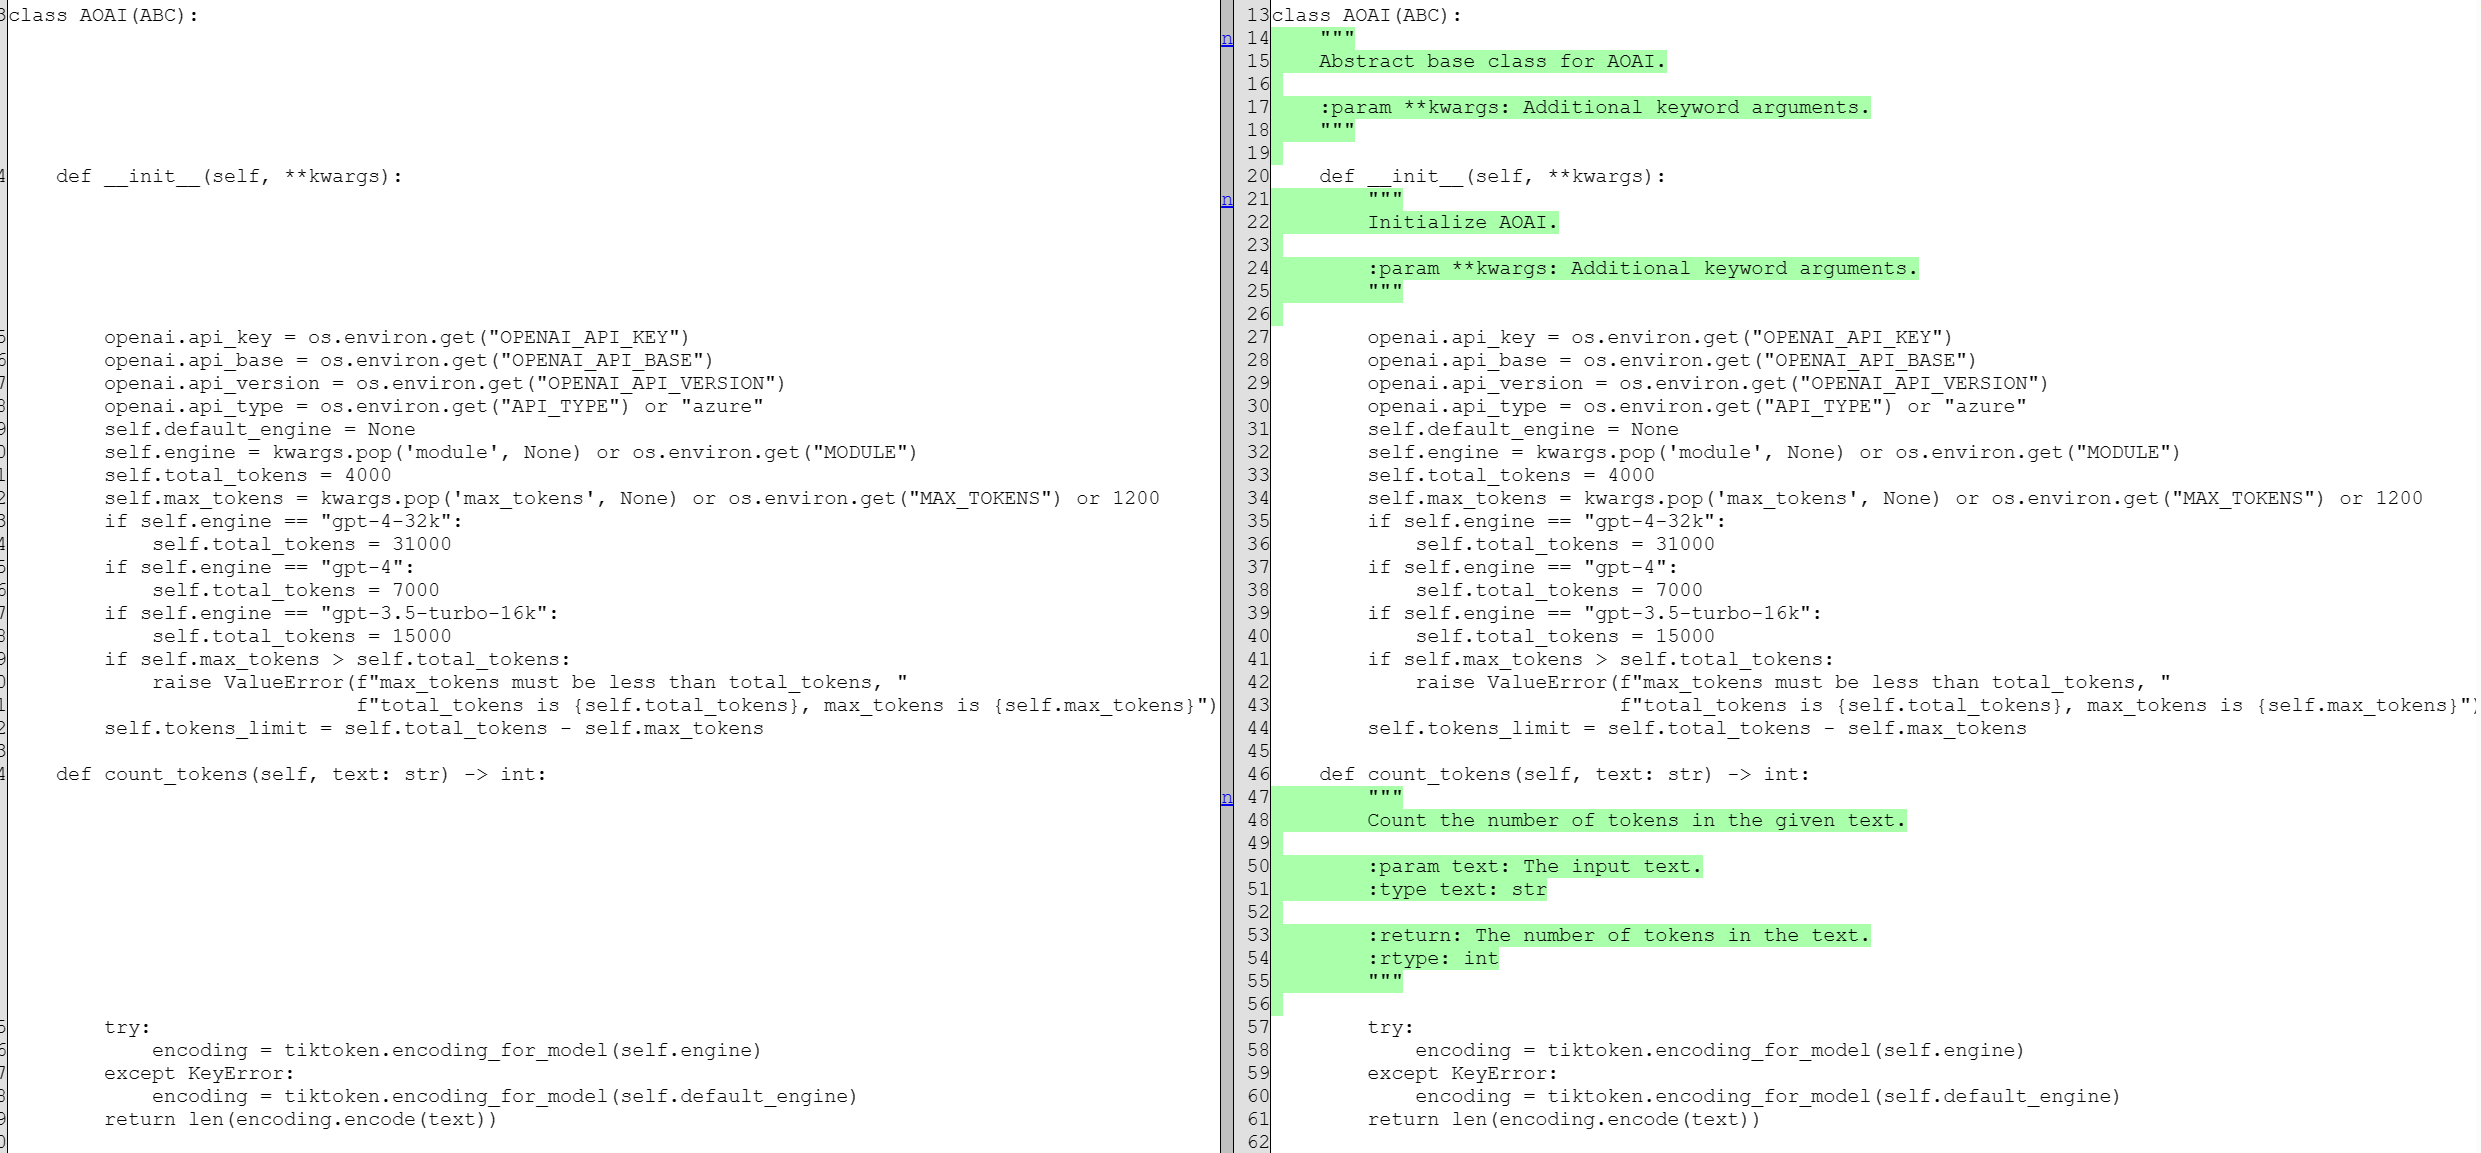 class AOAI(ABC):
    def __init__(self, **kwargs):
        openai.api_key = os.environ.get("OPENAI_API_KEY")
        openai.api_base = os.environ.get("OPENAI_API_BASE")
        openai.api_version = os.environ.get("OPENAI_API_VERSION")
        openai.api_type = os.environ.get("API_TYPE") or "azure"
        self.default_engine = None
        self.engine = kwargs.pop('module', None) or os.environ.get("MODULE")
        self.total_tokens = 4000
        self.max_tokens = kwargs.pop('max_tokens', None) or os.environ.get("MAX_TOKENS") or 1200
        if self.engine == "gpt-4-32k":
            self.total_tokens = 31000
        if self.engine == "gpt-4":
            self.total_tokens = 7000
        if self.engine == "gpt-3.5-turbo-16k":
            self.total_tokens = 15000
        if self.max_tokens > self.total_tokens:
            raise ValueError(f"max_tokens must be less than total_tokens, "
                             f"total_tokens is {self.total_tokens}, max_tokens is {self.max_tokens}")
        self.tokens_limit = self.total_tokens - self.max_tokens
    def count_tokens(self, text: str) -> int:
        try:
            encoding = tiktoken.encoding_for_model(self.engine)
        except KeyError:
            encoding = tiktoken.encoding_for_model(self.default_engine)
        return len(encoding.encode(text))
13 class AOAI(ABC):
n 14     """
15     Abstract base class for AOAI.
16
17     :param **kwargs: Additional keyword arguments.
18     """
19
20     def __init__(self, **kwargs):
n 21         """
22         Initialize AOAI.
23
24         :param **kwargs: Additional keyword arguments.
25         """
26
27         openai.api_key = os.environ.get("OPENAI_API_KEY")
28         openai.api_base = os.environ.get("OPENAI_API_BASE")
29         openai.api_version = os.environ.get("OPENAI_API_VERSION")
30         openai.api_type = os.environ.get("API_TYPE") or "azure"
31         self.default_engine = None
32         self.engine = kwargs.pop('module', None) or os.environ.get("MODULE")
33         self.total_tokens = 4000
34         self.max_tokens = kwargs.pop('max_tokens', None) or os.environ.get("MAX_TOKENS") or 1200
35         if self.engine == "gpt-4-32k":
36             self.total_tokens = 31000
37         if self.engine == "gpt-4":
38             self.total_tokens = 7000
39         if self.engine == "gpt-3.5-turbo-16k":
40             self.total_tokens = 15000
41         if self.max_tokens > self.total_tokens:
42             raise ValueError(f"max_tokens must be less than total_tokens, "
43                              f"total_tokens is {self.total_tokens}, max_tokens is {self.max_tokens}")
44         self.tokens_limit = self.total_tokens - self.max_tokens
45
46     def count_tokens(self, text: str) -> int:
n 47         """
48         Count the number of tokens in the given text.
49
50         :param text: The input text.
51         :type text: str
52
53         :return: The number of tokens in the text.
54         :rtype: int
55         """
56
57         try:
58             encoding = tiktoken.encoding_for_model(self.engine)
59         except KeyError:
60             encoding = tiktoken.encoding_for_model(self.default_engine)
61         return len(encoding.encode(text))
62